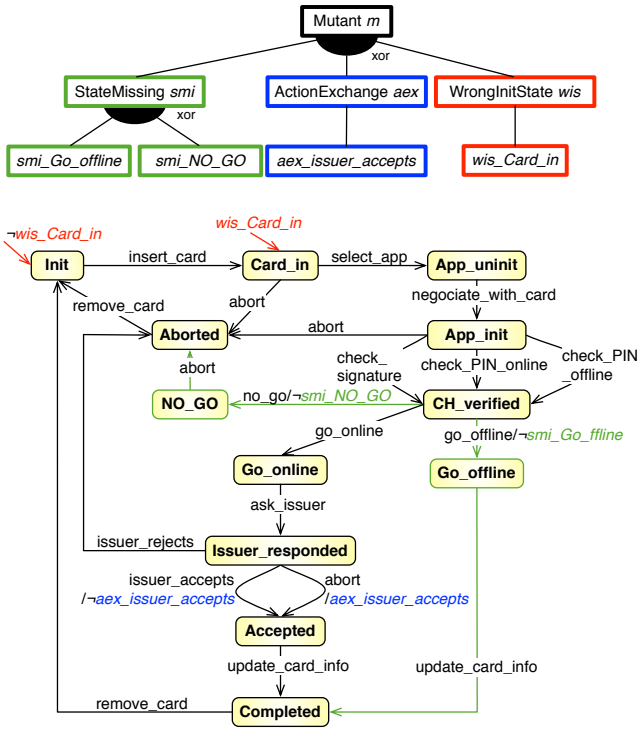 Mutant m
xor
StateMissing smi
ActionExchange aex
WrongInitState wis
xor
smi_Go_offline
smi_NO_GO
aex_issuer_accepts
wis_Card_in
¬wis_Card_in
wis_Card_in
Init
insert_card
Card_in
select_app
App_uninit
remove_card
abort
negociate_with_card
Aborted
abort
App_init
abort
check_
signature
check_PIN_online
check_PIN
_offline
NO_GO
no_go/¬smi_NO_GO
CH_verified
go_online
go_offline/¬smi_Go_ffline
Go_online
Go_offline
ask_issuer
issuer_rejects
Issuer_responded
issuer_accepts
/¬aex_issuer_accepts
abort
/aex_issuer_accepts
Accepted
update_card_info
update_card_info
remove_card
Completed